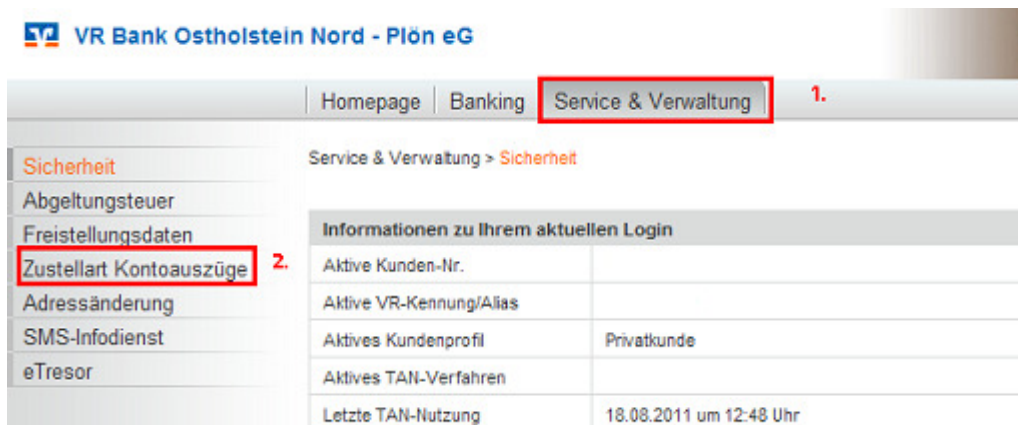 VR Bank Ostholstein Nord - Plön eG
Homepage Banking Service & Verwaltung 1.
Service & Verwaltung > Sicherheit
Sicherheit
Abgeltungsteuer
Freistellungsdaten
Zustellart Kontoauszüge 2.
Adressänderung
SMS-Infodienst
eTresor
Informationen zu Ihrem aktuellen Login
Aktive Kunden-Nr.
Aktive VR-Kennung/Alias
Aktives Kundenprofil Privatkunde
Aktives TAN-Verfahren
Letzte TAN-Nutzung 18.08.2011 um 12:48 Uhr